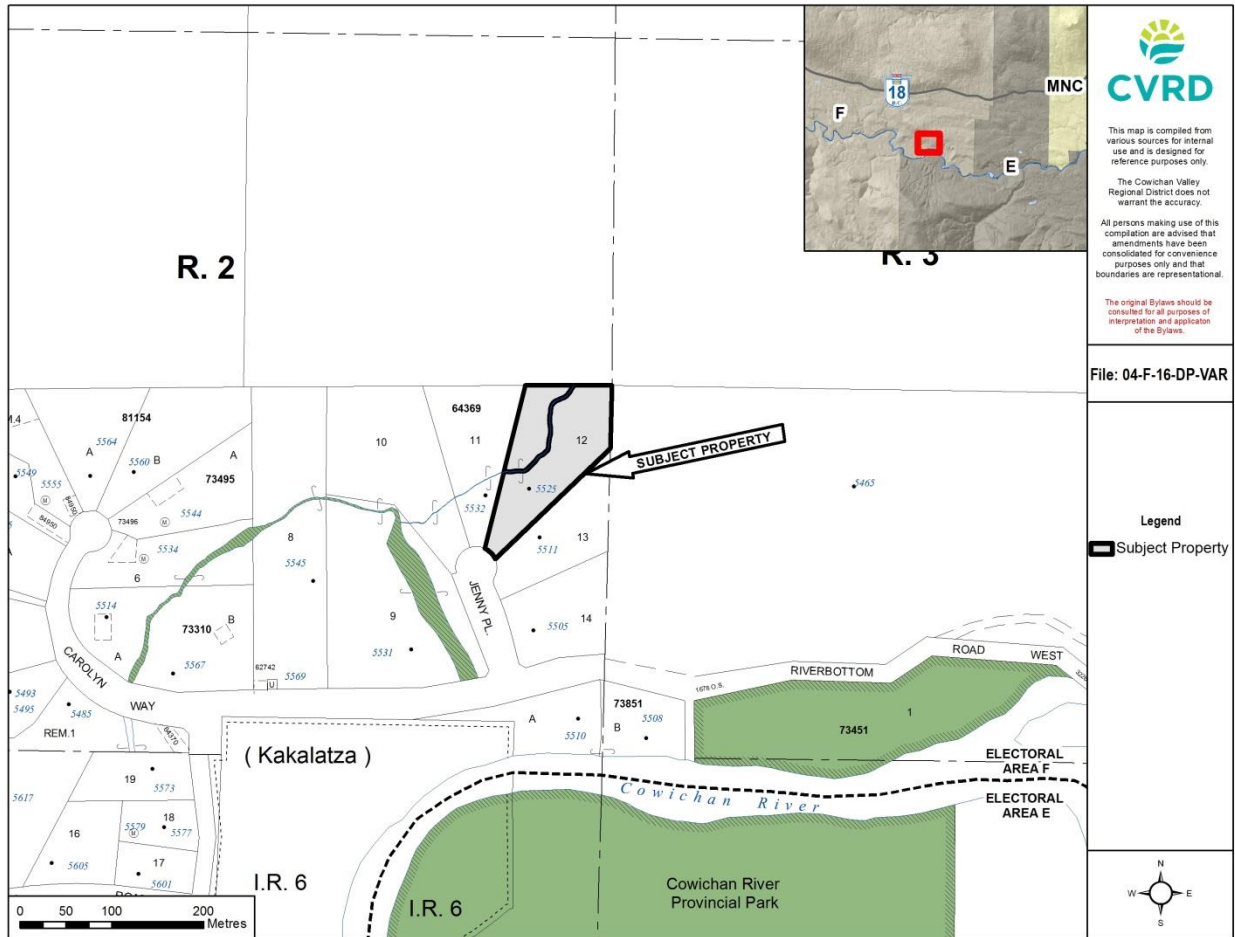 R. 2
R. 3
18
B.C.
F
E
MNC
CVRD
This map is compiled from
various sources for internal
use and is designed for
reference purposes only.
The Cowichan Valley
Regional District does not
warrant the accuracy.
All persons making use of this
compilation are advised that
amendments have been
consolidated for convenience
purposes only and that
boundaries are representational.
The original Bylaws should be
consulted for all purposes of
interpretation and applicaton
of the Bylaws.
File: 04-F-16-DP-VAR
Legend
Subject Property
N
W
E
S
81154
5564
A
5560
B
A
73495
5549
5555
M
84950
84950
73496
M
5544
5534
M
6
10
64369
11
12
SUBJECT PROPERTY
5525
5532
5465
8
5545
5511
13
JENNY PL.
14
5505
9
5531
5514
A
73310
B
5567
62742
U
5569
CAROLYN
WAY
5493
5495
5485
REM.1
64370
RIVERBOTTOM
ROAD
WEST
1678 O.S.
1
73451
A
5510
73851
B
5508
ELECTORAL
AREA F
ELECTORAL
AREA E
Cowichan River
( Kakalatza )
19
5573
5617
18
5579
M
5577
16
5605
17
5601
I.R. 6
I.R. 6
Cowichan River
Provincial Park
0 50 100 200
Metres